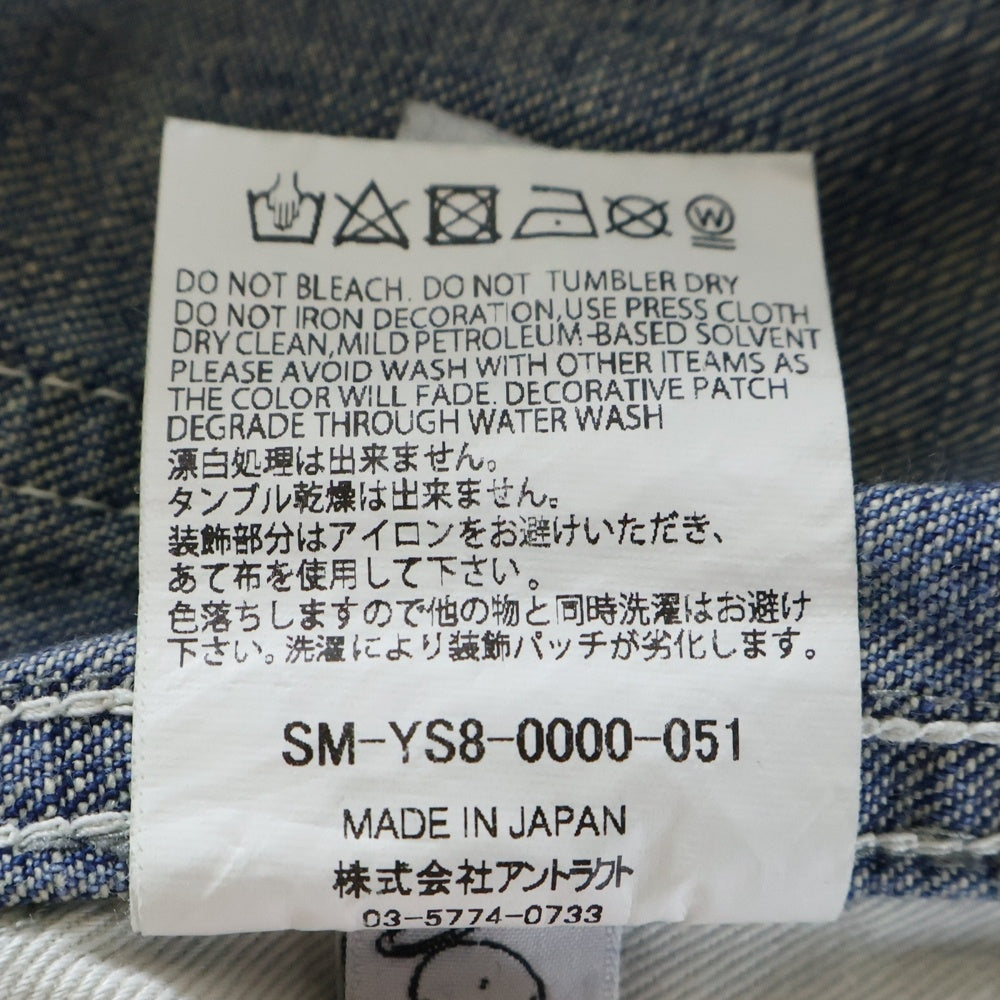 W
DO NOT BLEACH. DO NOT TUMBLER DRY
DO NOT IRON DECORATION,USE PRESS CLOTH
DRY CLEAN,MILD PETROLEUM-BASED SOLVENT
PLEASE AVOID WASH WITH OTHER ITEAMS AS
THE COLOR WILL FADE. DECORATIVE PATCH
DEGRADE THROUGH WATER WASH
漂白処理は出来ません。
タンブル乾燥は出来ません。
装飾部分はアイロンをお避けいただき、
あて布を使用して下さい。
色落ちしますので他の物と同時洗濯はお避け
下さい。洗濯により装飾パッチが劣化します。
SM-YS8-0000-051
MADE IN JAPAN
株式会社アントラクト
03-5774-0733